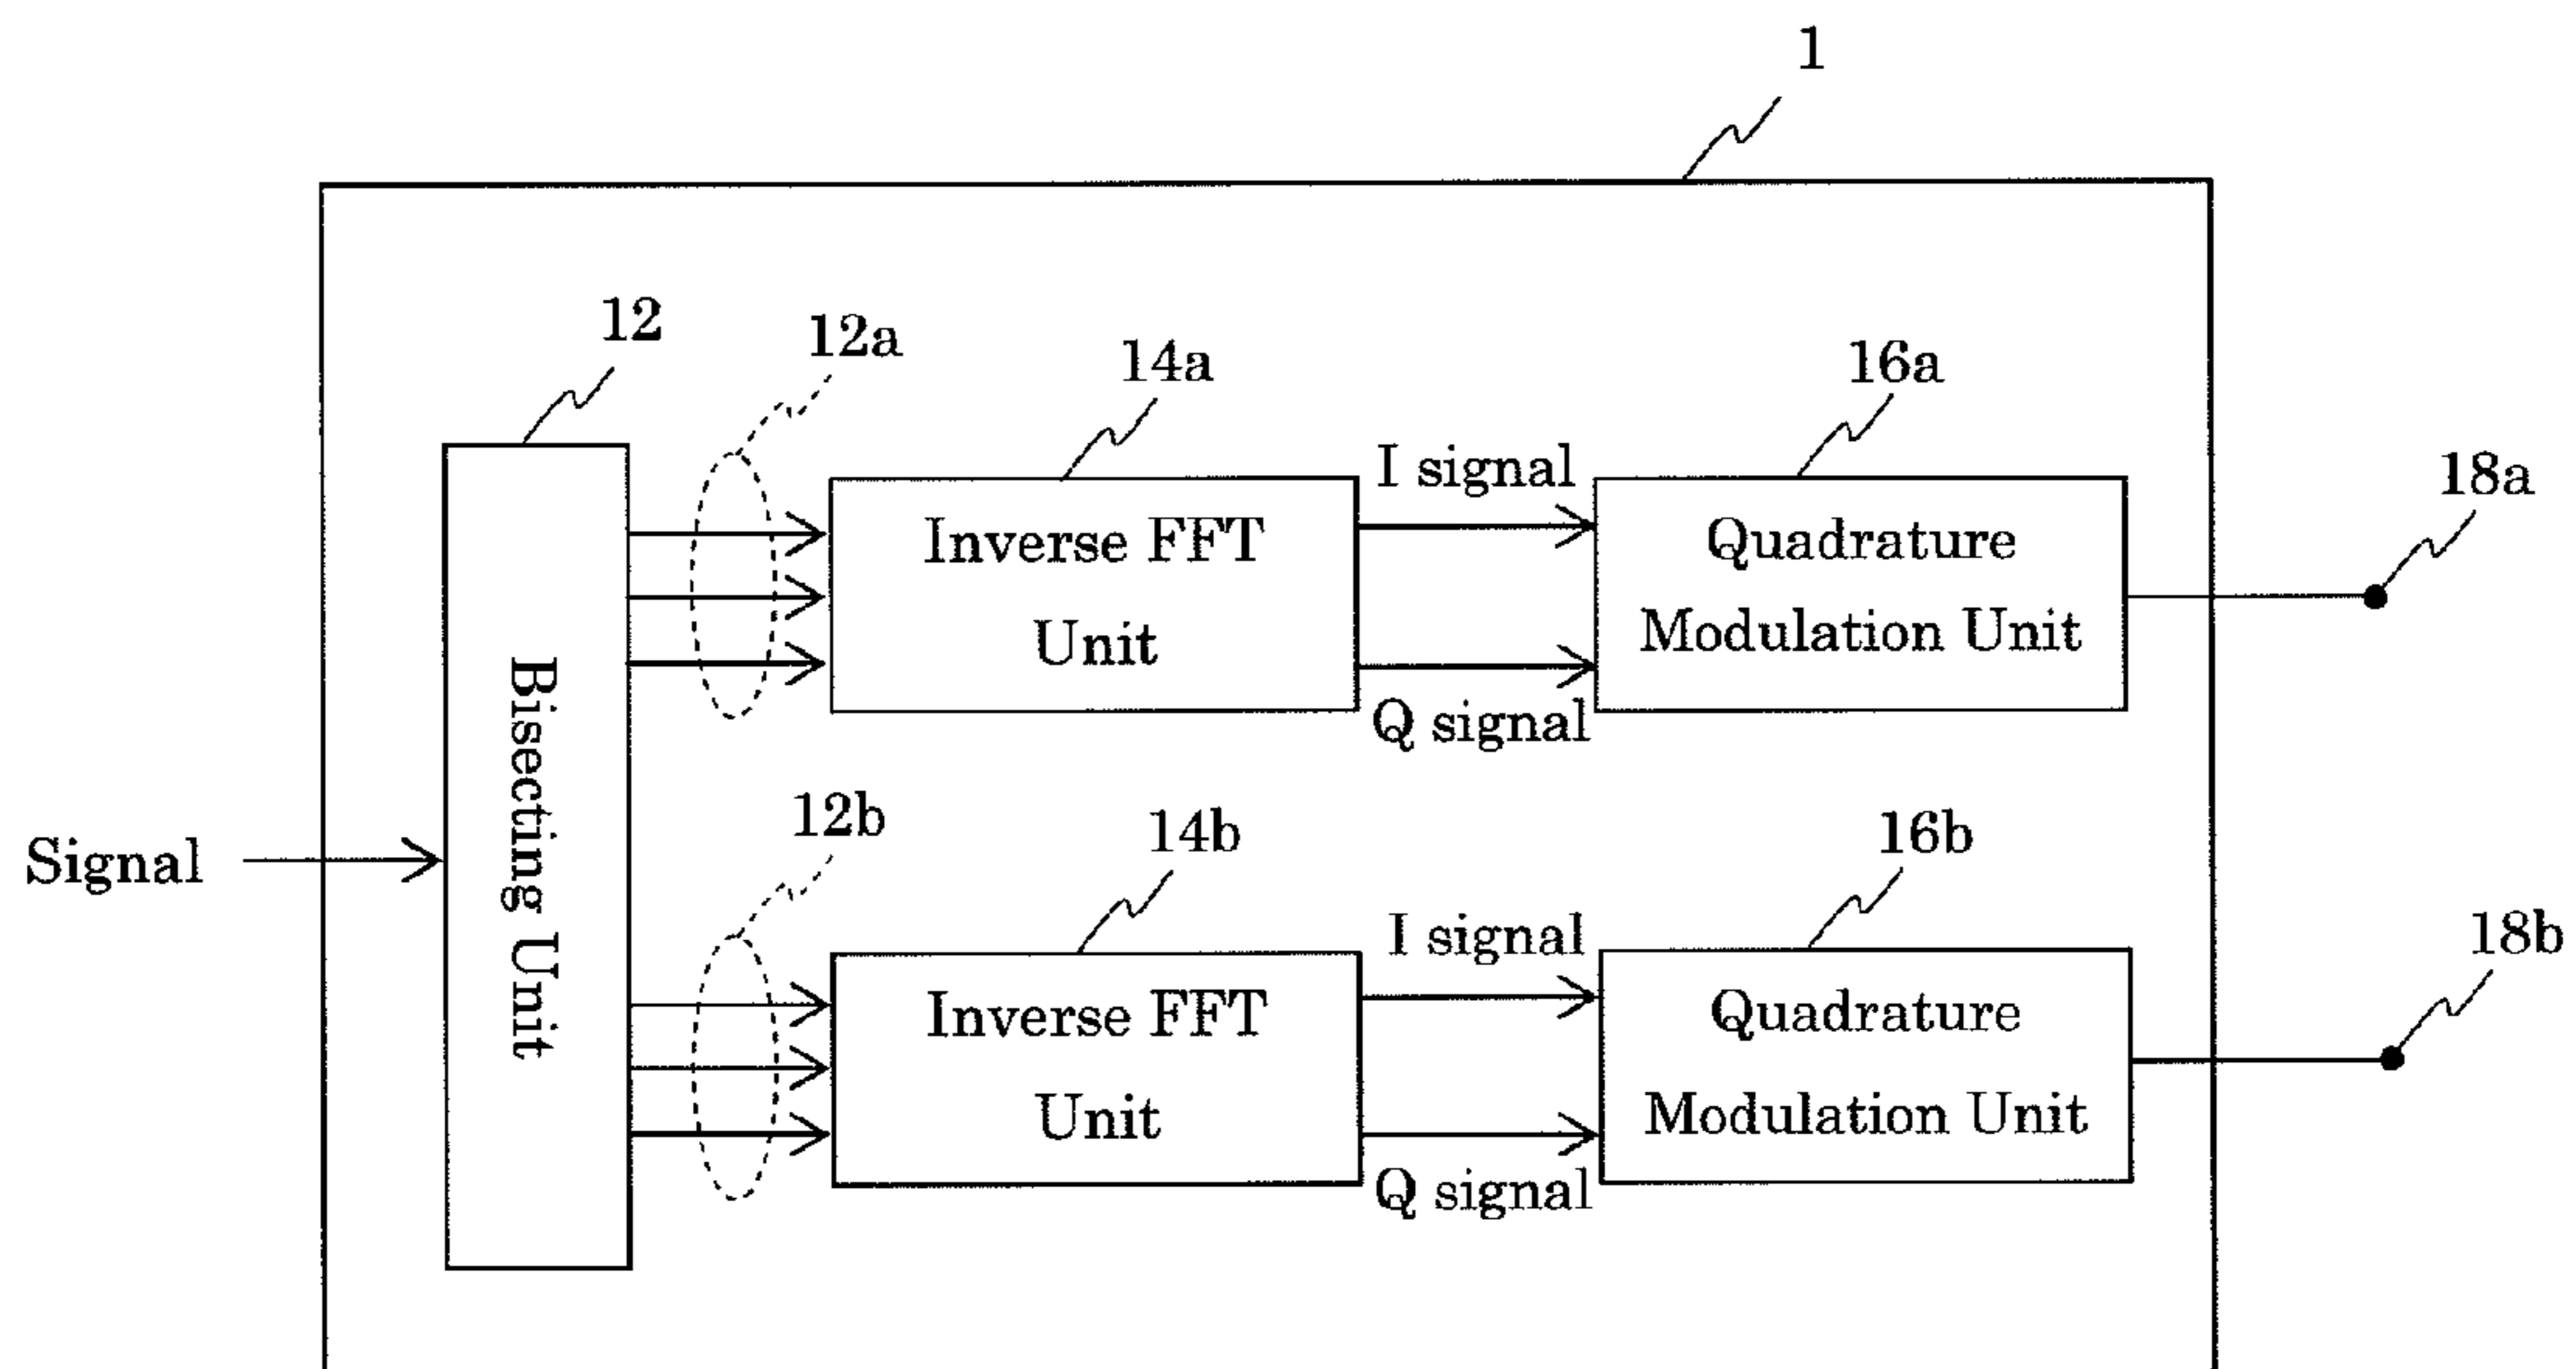 1
12
12a
14a
16a
18a
I signal
Inverse FFT
Unit
Quadrature
Modulation Unit
Q signal
Bisecting Unit
Signal
12b
14b
16b
18b
I signal
Inverse FFT
Unit
Quadrature
Modulation Unit
Q signal